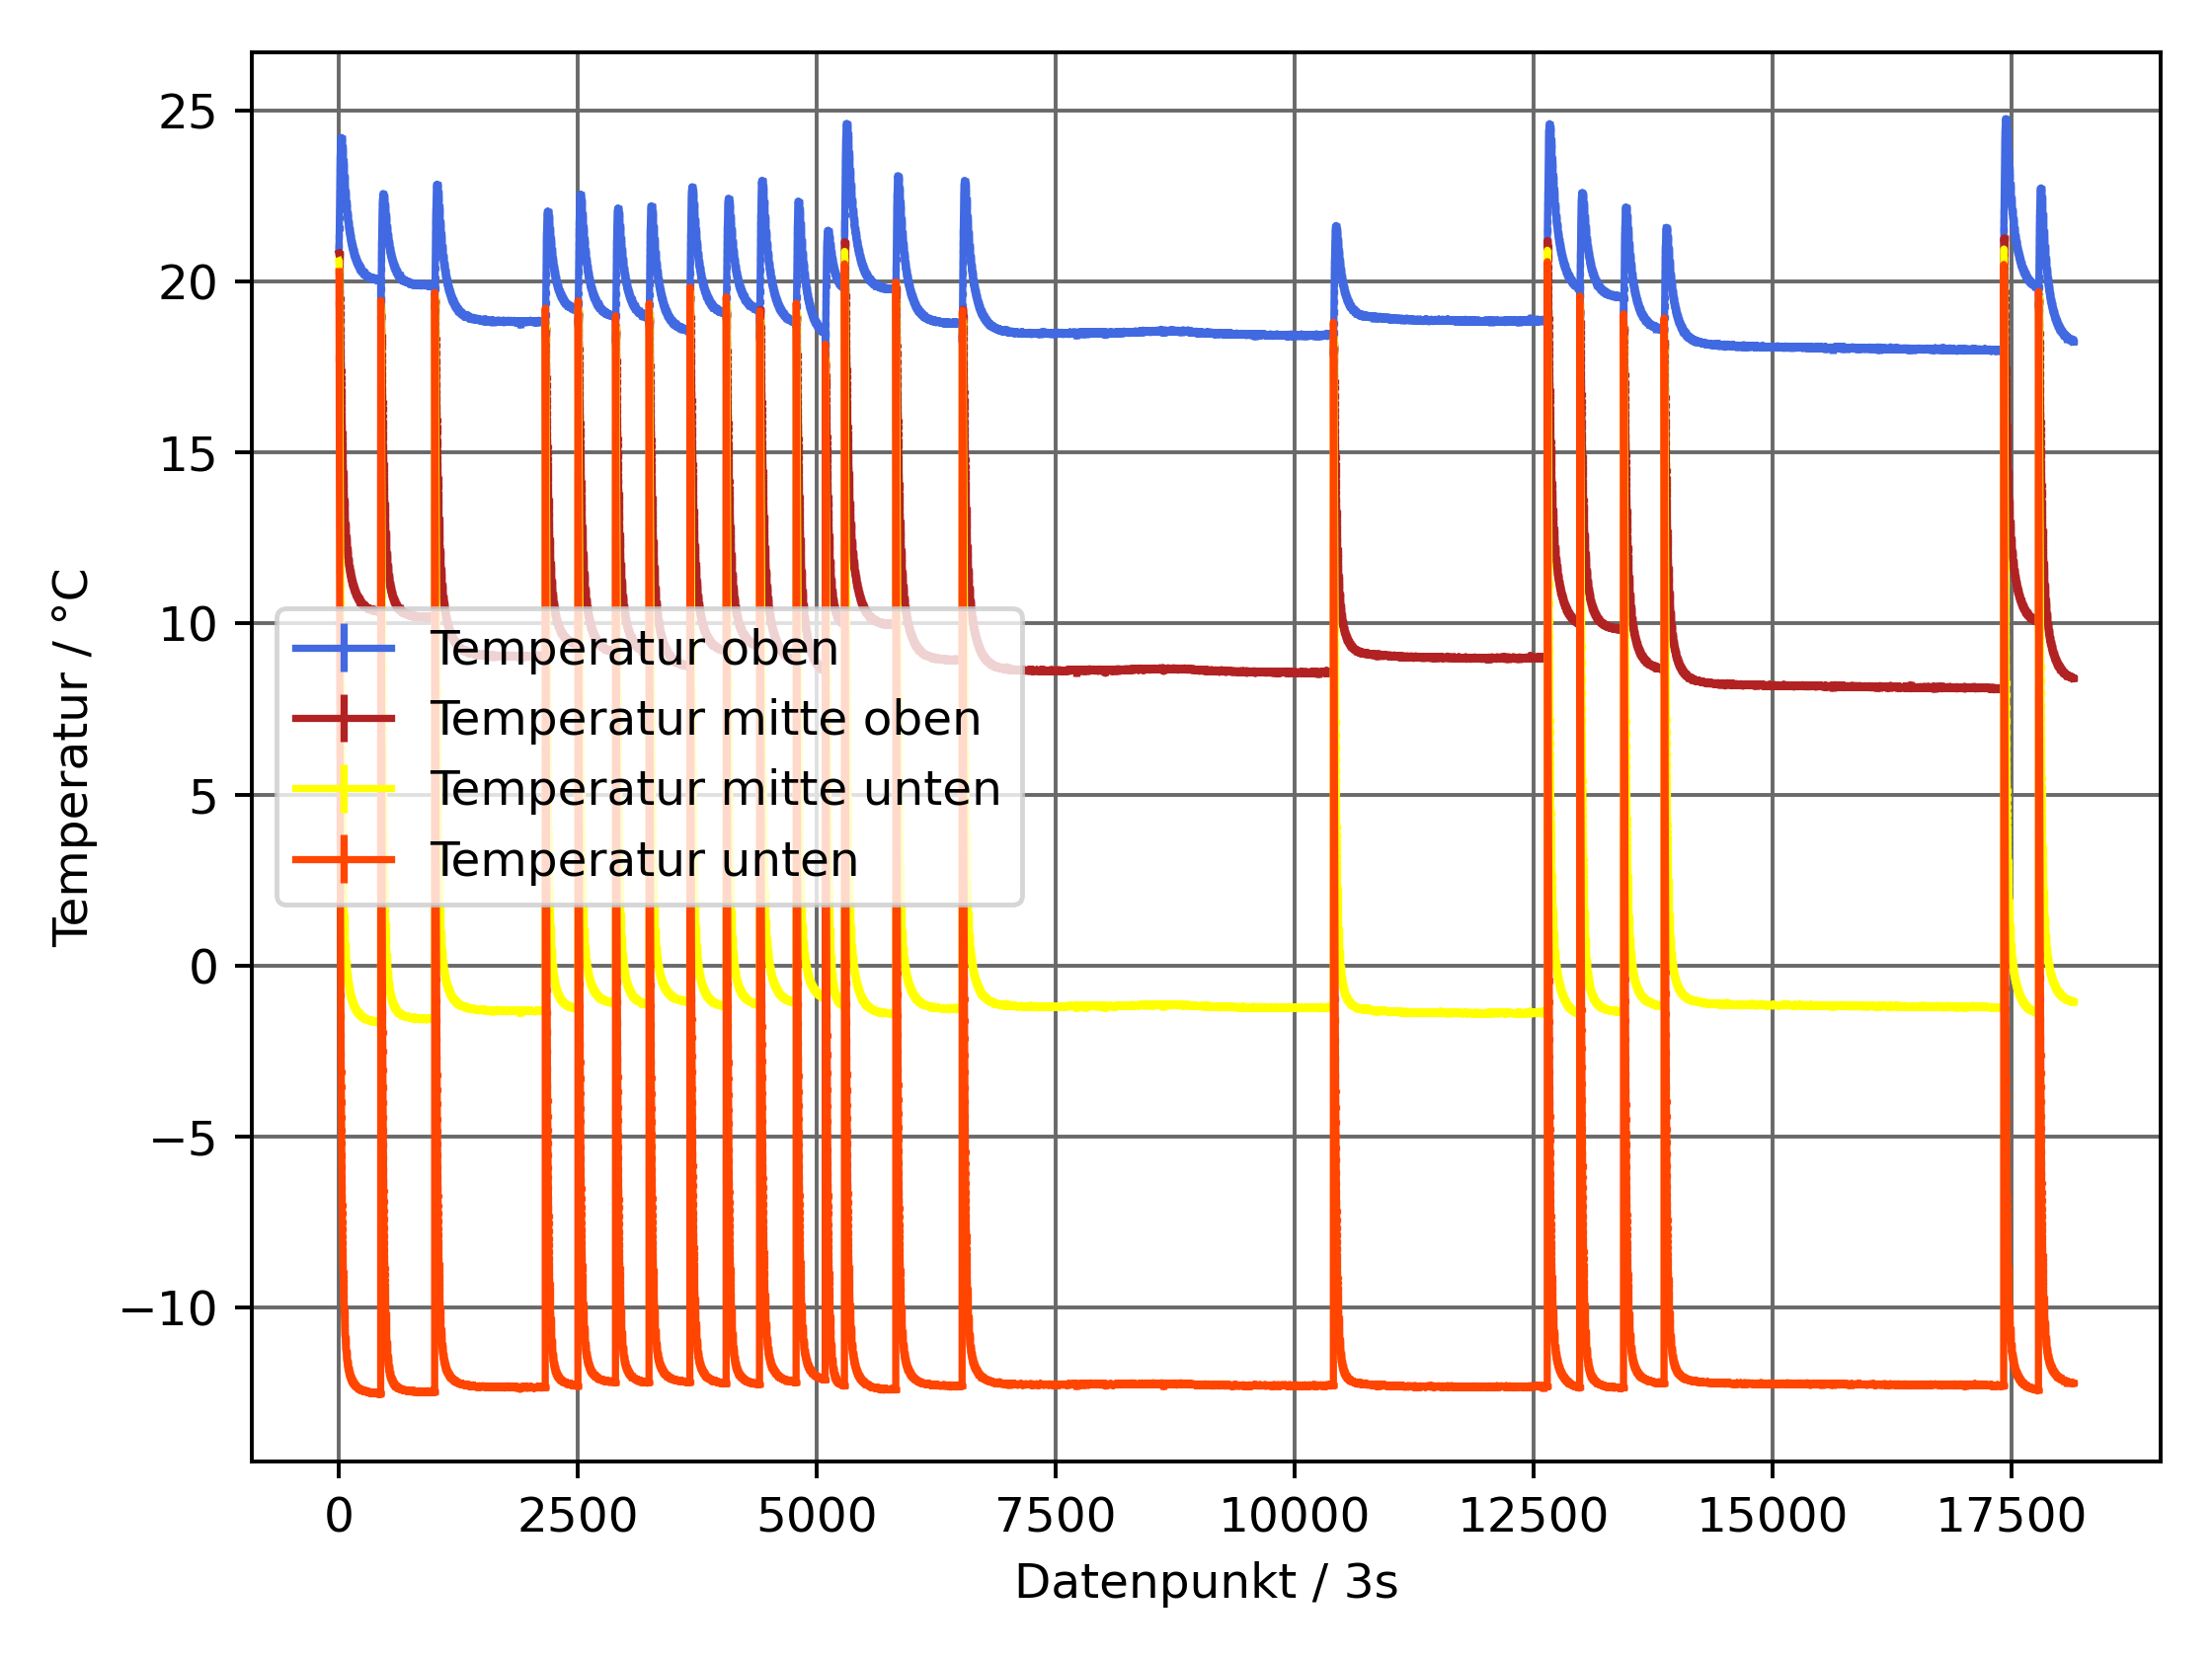 25
20
15
10
5
0
−5
−10
Temperatur / °C
Temperatur oben
Temperatur mitte oben
Temperatur mitte unten
Temperatur unten
0 2500 5000 7500 10000 12500 15000 17500
Datenpunkt / 3s